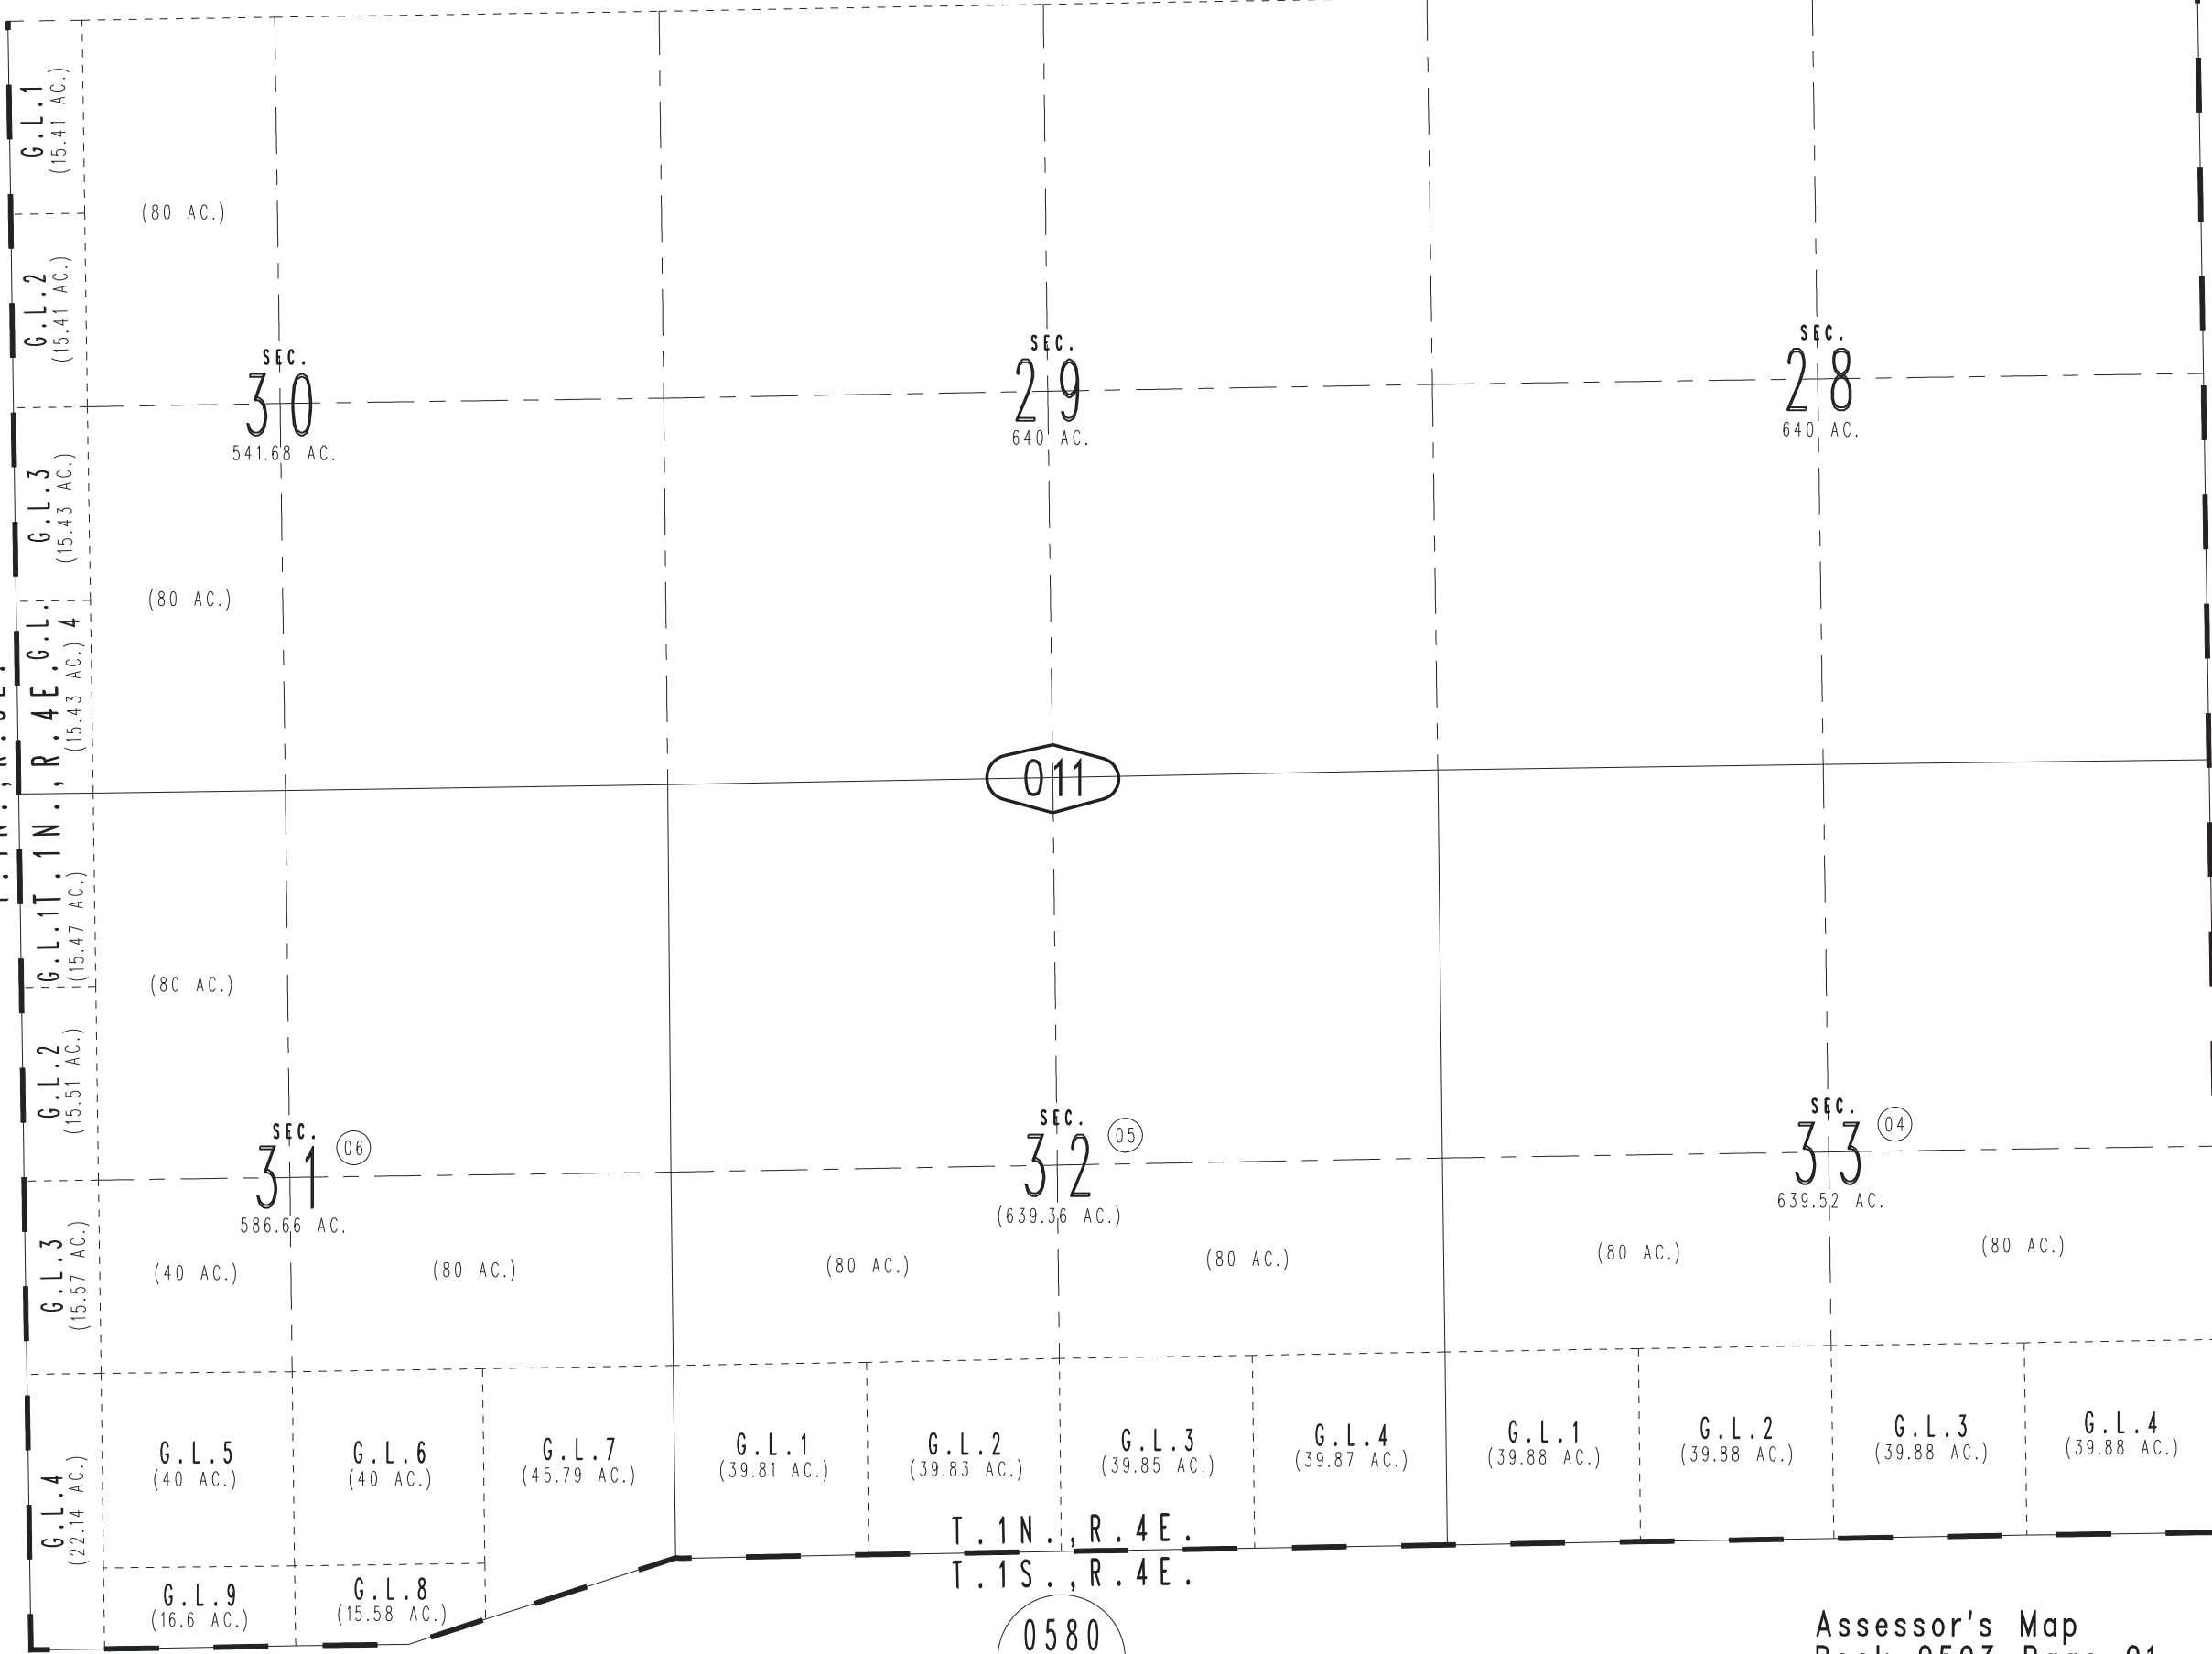 G.L.1
(15.41 AC.)
(80 AC.)
G.L.2
(15.41 AC.)
SEC.
30
541.68 AC.
SEC.
29
640 AC.
SEC.
28
640 AC.
G.L.3
(15.43 AC.)
(80 AC.)
G.L.
4
(15.43 AC.)
T.1N.,R.4E.
011
G.L.1
(15.47 AC.)
(80 AC.)
G.L.2
(15.51 AC.)
SEC.
31
06
586.66 AC.
SEC.
32
05
(639.36 AC.)
SEC.
33
04
639.52 AC.
G.L.3
(15.57 AC.)
(40 AC.)
(80 AC.)
(80 AC.)
(80 AC.)
(80 AC.)
(80 AC.)
G.L.4
(22.14 AC.)
G.L.5
(40 AC.)
G.L.6
(40 AC.)
G.L.7
(45.79 AC.)
G.L.1
(39.81 AC.)
G.L.2
(39.83 AC.)
G.L.3
(39.85 AC.)
G.L.4
(39.87 AC.)
G.L.1
(39.88 AC.)
G.L.2
(39.88 AC.)
G.L.3
(39.88 AC.)
G.L.4
(39.88 AC.)
T.1N.,R.4E.
T.1S.,R.4E.
G.L.9
(16.6 AC.)
G.L.8
(15.58 AC.)
0580
Assessor's Map